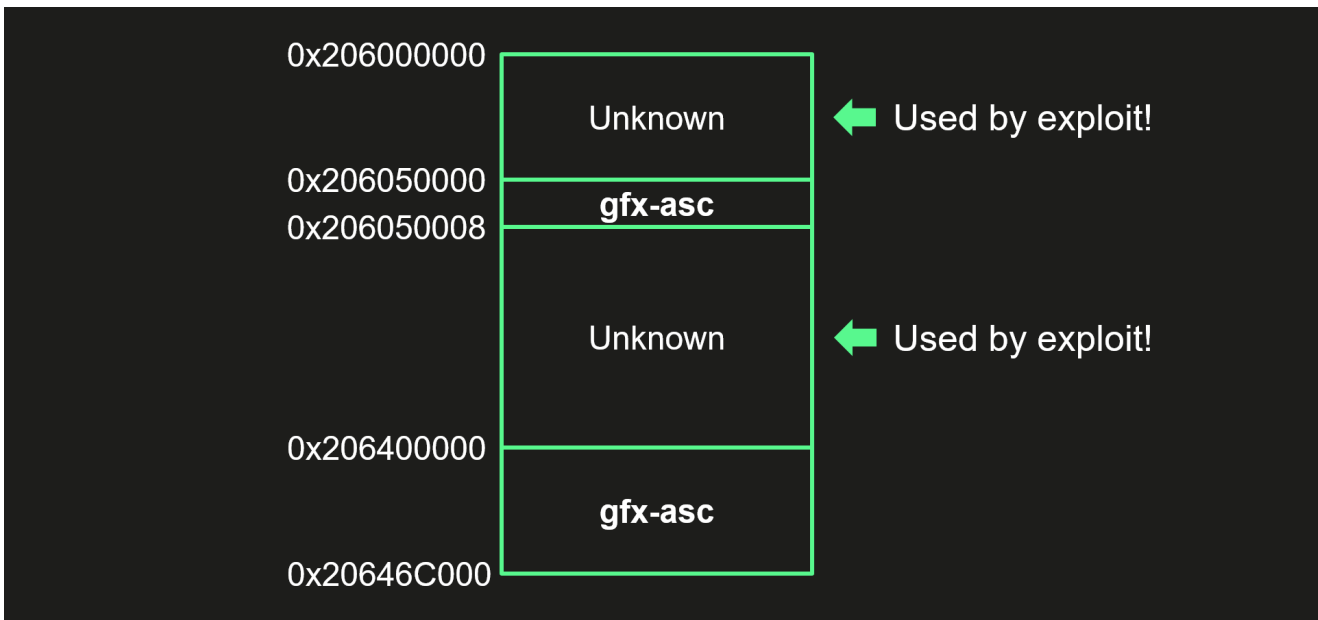 0x206000000
Unknown
Used by exploit!
0x206050000
gfx-asc
0x206050008
Unknown
Used by exploit!
0x206400000
gfx-asc
0x20646C000